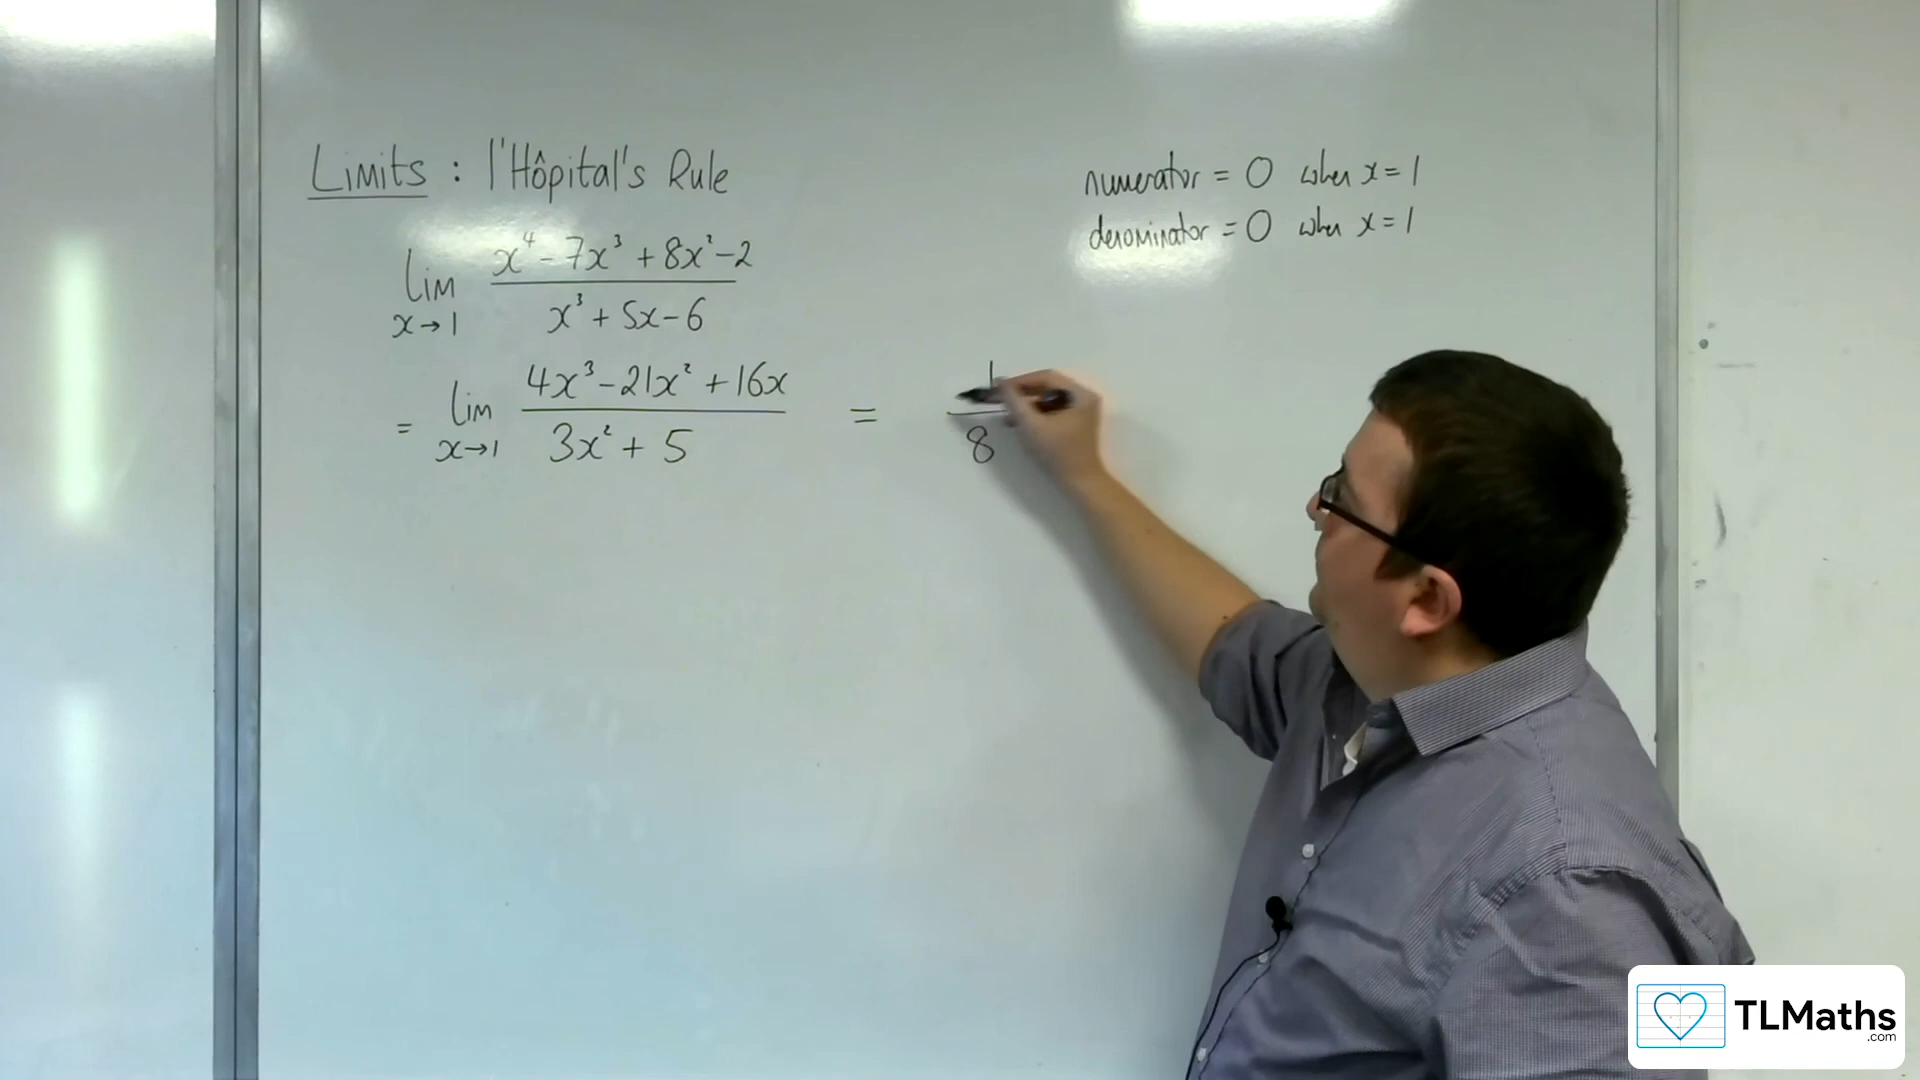 Limits : l'Hôpital's Rule
numerator = 0 when x = 1
denominator = 0 when x = 1
lim x→1 (x⁴ - 7x³ + 8x² - 2) / (x³ + 5x - 6)
= lim x→1 (4x³ - 21x² + 16x) / (3x² + 5) = 1 / 8
TLMaths
.com